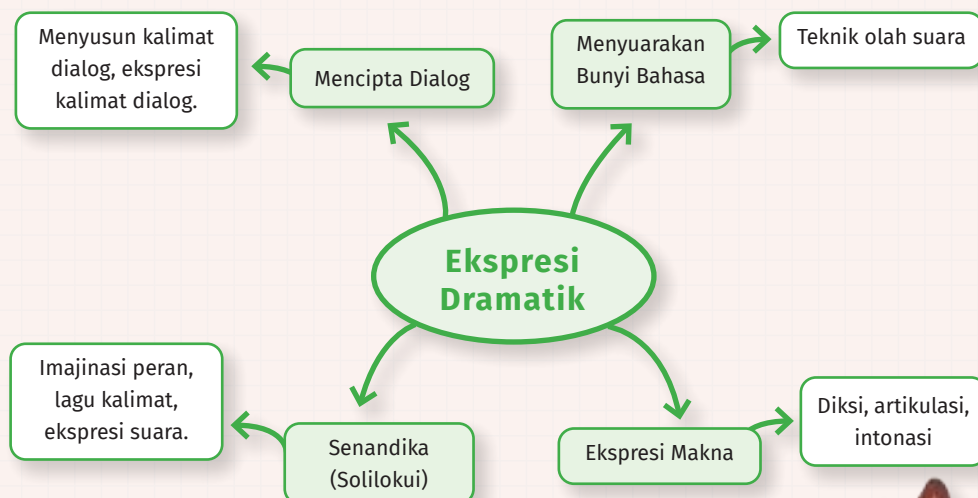 Menyusun kalimat
dialog, ekspresi
kalimat dialog.
Mencipta Dialog
Menyuarakan
Bunyi Bahasa
Teknik olah suara
Ekspresi
Dramatik
Imajinasi peran,
lagu kalimat,
ekspresi suara.
Senandika
(Solilokui)
Ekspresi Makna
Diksi, artikulasi,
intonasi